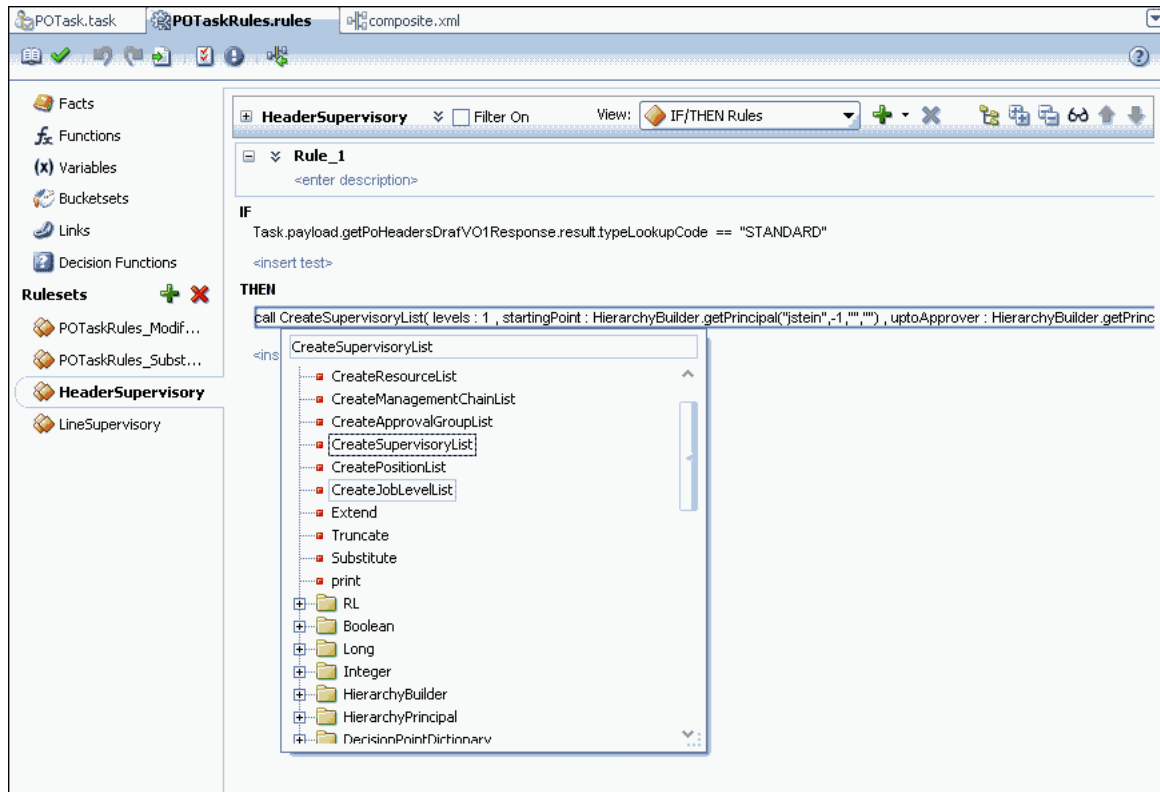 POTask.task
POTaskRules.rules
composite.xml
Facts
Functions
(x) Variables
Bucketsets
Links
Decision Functions
Rulesets
POTaskRules_Modif...
POTaskRules_Subst...
HeaderSupervisory
LineSupervisory
HeaderSupervisory Filter On View: IF/THEN Rules
Rule_1
<enter description>
IF
Task.payload.getPoHeadersDrafVO1Response.result.typeLookupCode == "STANDARD"
<insert test>
THEN
call CreateSupervisoryList( levels : 1 , startingPoint : HierarchyBuilder.getPrincipal("jstein",-1,"","") , uptoApprover : HierarchyBuilder.getPrinc
<ins
CreateSupervisoryList
CreateResourceList
CreateManagementChainList
CreateApprovalGroupList
CreateSupervisoryList
CreatePositionList
CreateJobLevelList
Extend
Truncate
Substitute
print
RL
Boolean
Long
Integer
HierarchyBuilder
HierarchyPrincipal
DecisionPointDictionary